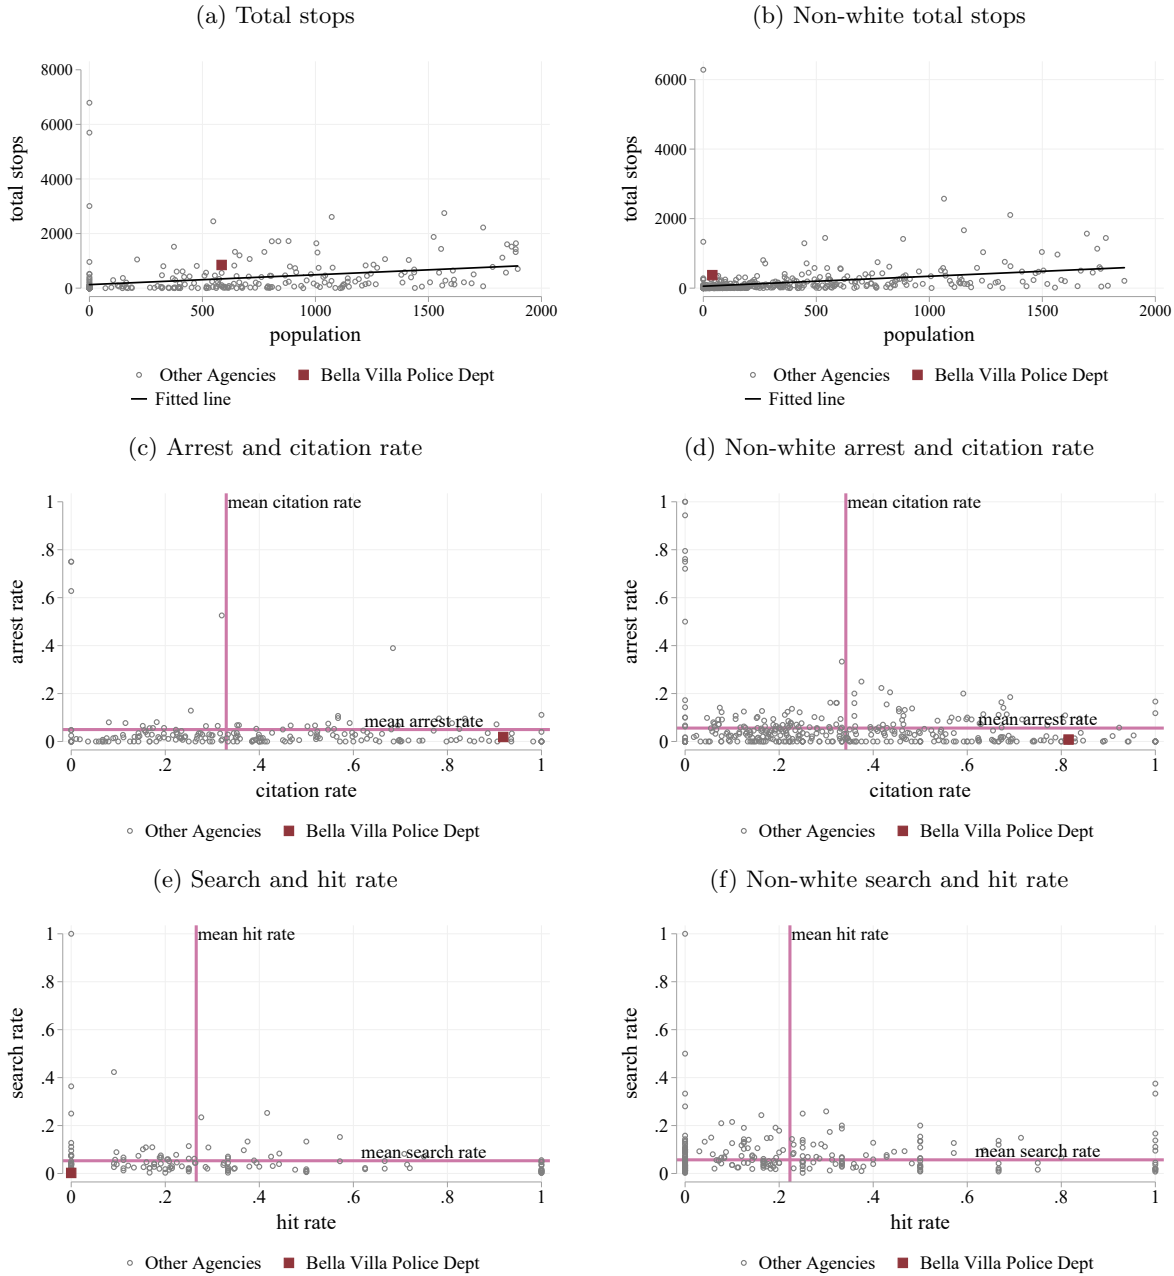 (a) Total stops
(b) Non-white total stops
8000
6000
4000
2000
0
total stops
0 500 1000 1500 2000
population
Other Agencies Bella Villa Police Dept
Fitted line
6000
4000
2000
0
total stops
0 500 1000 1500 2000
population
Other Agencies Bella Villa Police Dept
Fitted line
(c) Arrest and citation rate
(d) Non-white arrest and citation rate
1
.8
.6
.4
.2
0
arrest rate
mean citation rate
mean arrest rate
0 .2 .4 .6 .8 1
citation rate
Other Agencies Bella Villa Police Dept
1
.8
.6
.4
.2
0
arrest rate
mean citation rate
mean arrest rate
0 .2 .4 .6 .8 1
citation rate
Other Agencies Bella Villa Police Dept
(e) Search and hit rate
(f) Non-white search and hit rate
1
.8
.6
.4
.2
0
search rate
mean hit rate
mean search rate
0 .2 .4 .6 .8 1
hit rate
Other Agencies Bella Villa Police Dept
1
.8
.6
.4
.2
0
search rate
mean hit rate
mean search rate
0 .2 .4 .6 .8 1
hit rate
Other Agencies Bella Villa Police Dept